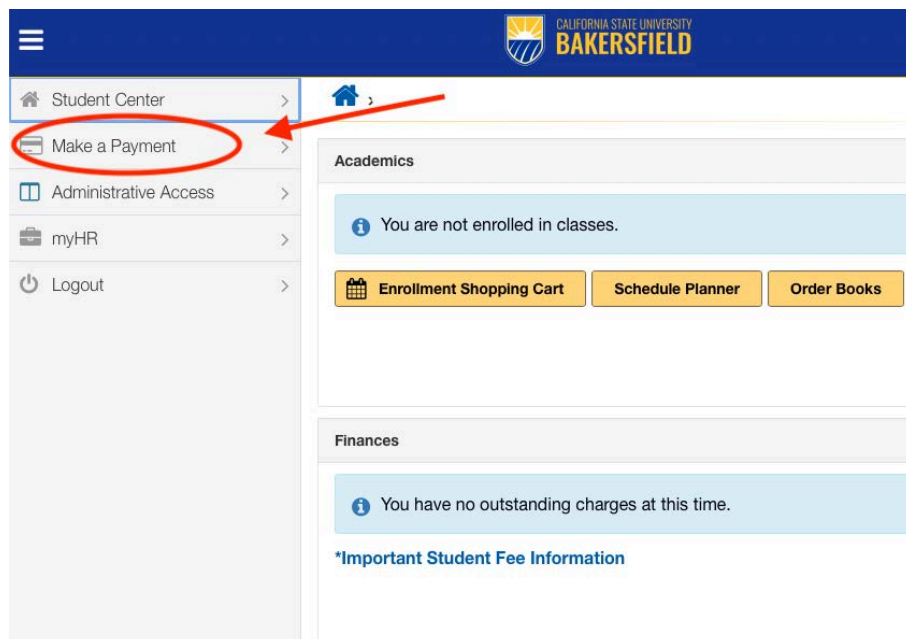 CALIFORNIA STATE UNIVERSITY
BAKERSFIELD
Student Center
Make a Payment
Administrative Access
myHR
Logout
Academics
You are not enrolled in classes.
Enrollment Shopping Cart
Schedule Planner
Order Books
Finances
You have no outstanding charges at this time.
*Important Student Fee Information